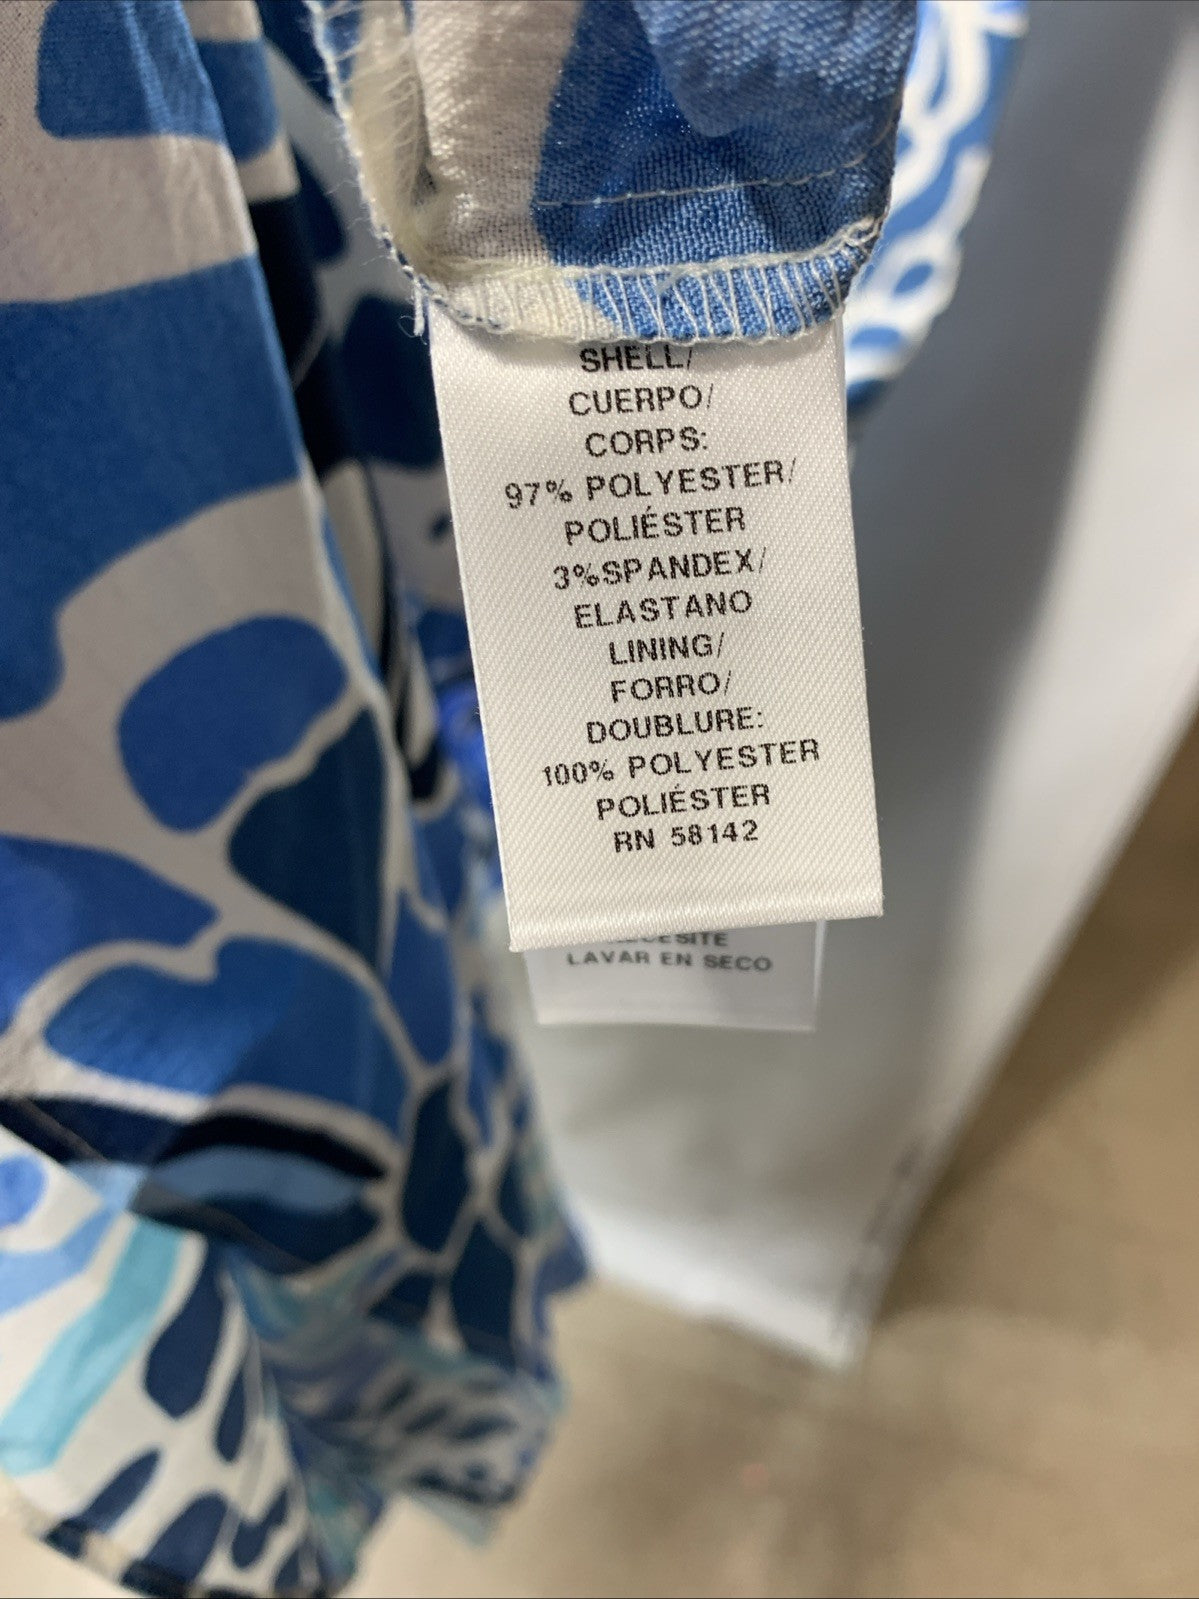 SHELL/
CUERPO/
CORPS:
97% POLYESTER/
POLIÉSTER
3%SPANDEX/
ELASTANO
LINING/
FORRO/
DOUBLURE:
100% POLYESTER
POLIÉSTER
RN 58142
LAVAR EN SECO